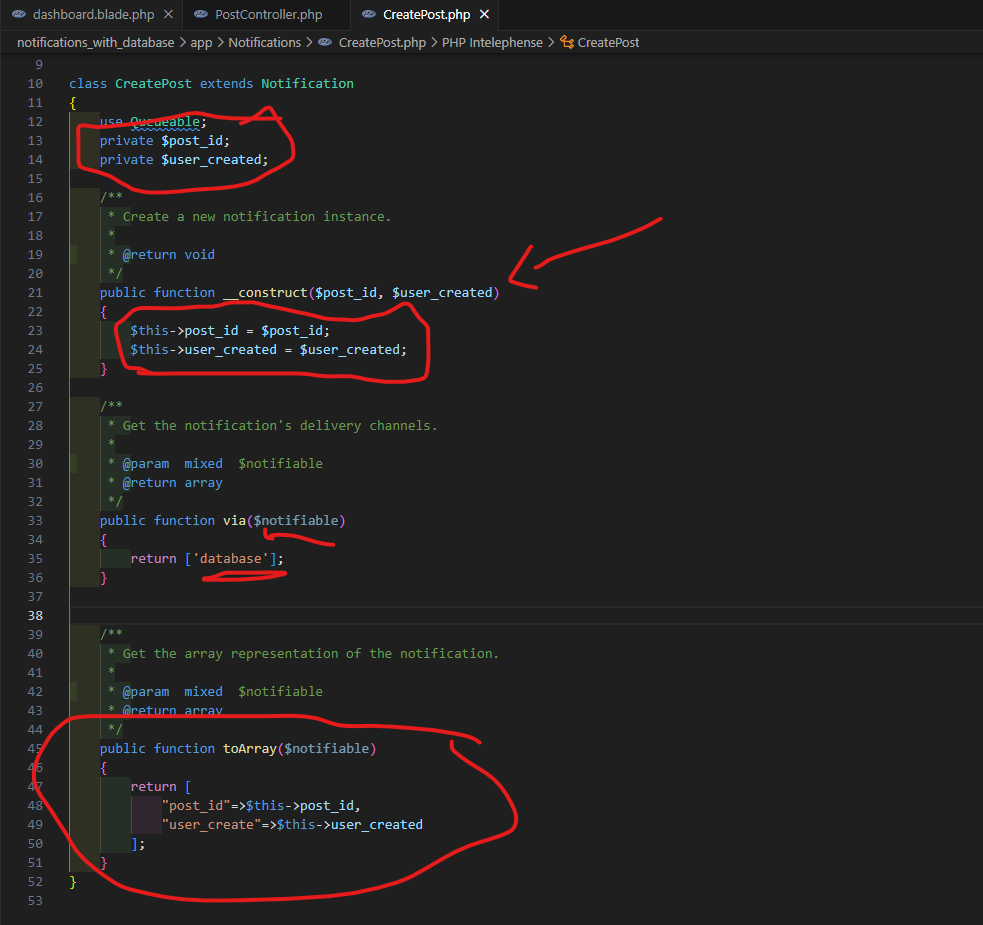 dashboard.blade.php
PostController.php
CreatePost.php
notifications_with_database > app > Notifications > CreatePost.php > PHP Intelephense > CreatePost
9
10 class CreatePost extends Notification
11 {
12 use Queueable;
13 private $post_id;
14 private $user_created;
15
16 /**
17 * Create a new notification instance.
18 *
19 * @return void
20 */
21 public function __construct($post_id, $user_created)
22 {
23 $this->post_id = $post_id;
24 $this->user_created = $user_created;
25 }
26
27 /**
28 * Get the notification's delivery channels.
29 *
30 * @param  mixed  $notifiable
31 * @return array
32 */
33 public function via($notifiable)
34 {
35 return ['database'];
36 }
37
38
39 /**
40 * Get the array representation of the notification.
41 *
42 * @param  mixed  $notifiable
43 * @return array
44 */
45 public function toArray($notifiable)
46 {
47 return [
48 "post_id"=>$this->post_id,
49 "user_create"=>$this->user_created
50 ];
51 }
52 }
53